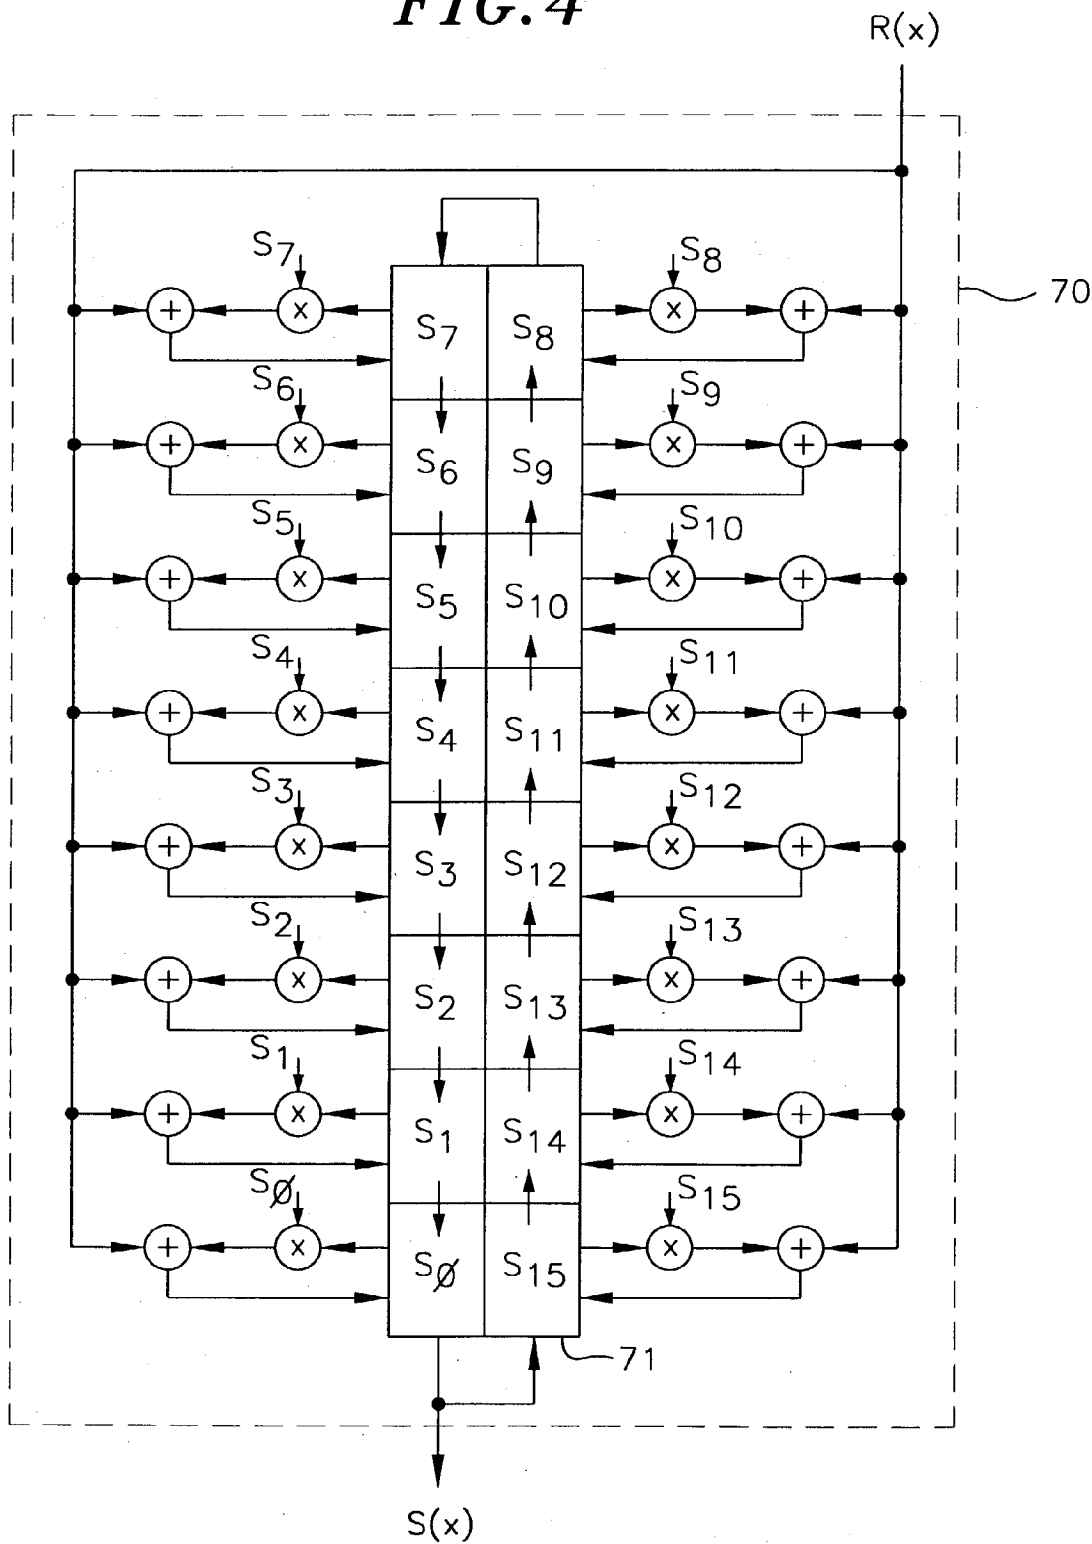 FIG. 4
R(x)
70
S7 S8
+ x S7 S8 x +
S6 S9
+ x S6 S9 x +
S5 S10
+ x S5 S10 x +
S4 S11
+ x S4 S11 x +
S3 S12
+ x S3 S12 x +
S2 S13
+ x S2 S13 x +
S1 S14
+ x S1 S14 x +
SØ S15
+ x SØ S15 x +
71
S(x)